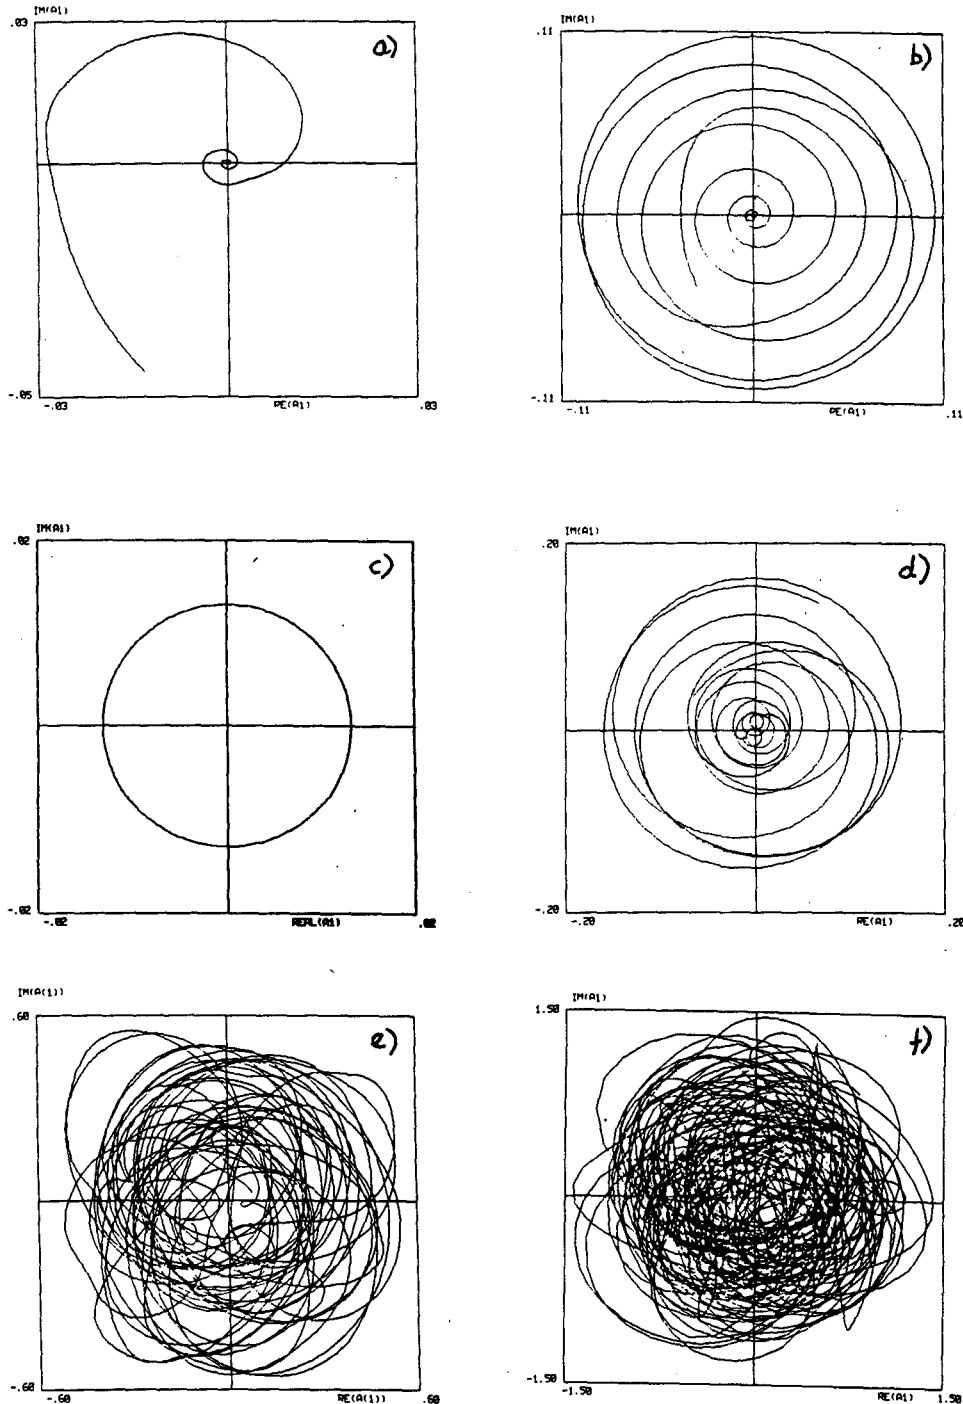 IM(A1)
.03
a)
-.05
-.03
RE(A1)
.03
IM(A1)
.11
b)
-.11
-.11
RE(A1)
.11
IM(A1)
.02
c)
-.02
-.02
REAL(A1)
.02
.20
d)
-.20
-.20
RE(A1)
.20
IM(A(1))
.60
e)
-.60
-.60
RE(A(1))
.60
IM(A1)
1.50
f)
-1.50
-1.50
RE(A1)
1.50
IM(A1)